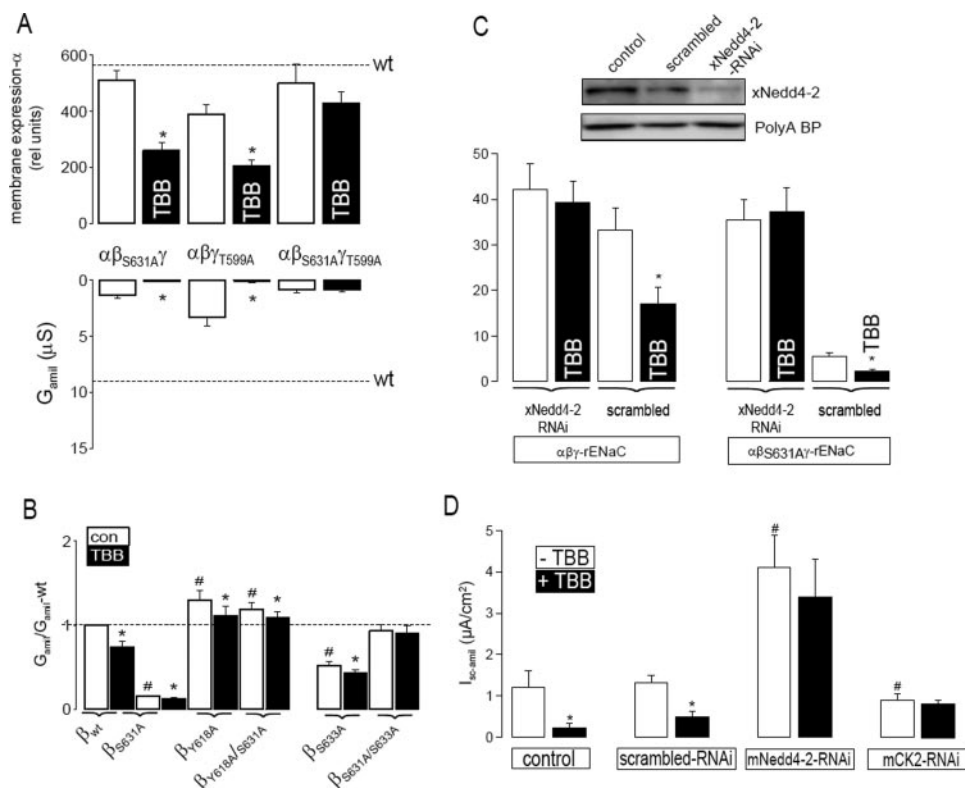 A
membrane expression-α
(rel units)
600
400
200
0
wt
*
*
TBB
TBB
TBB
αβS631Aγ
αβγT599A
αβS631AγT599A
0
5
10
15
Gamil (µS)
*
*
wt
B
con
TBB
Gamil/Gamil-wt
2
1
0
*
#
*
#
*
#
*
#
*
βwt
βS631A
βY618A
βY618A/S631A
βS633A
βS631A/S633A
C
control
scrambled
xNedd4-2
-RNAi
xNedd4-2
PolyA BP
40
30
20
10
0
TBB
*
TBB
TBB
TBB
*
xNedd4-2
RNAi
scrambled
xNedd4-2
RNAi
scrambled
αβγ-rENaC
αβS631Aγ-rENaC
D
Isc-amil (µA/cm²)
5
4
3
2
1
0
- TBB
+ TBB
*
*
#
#
control
scrambled-RNAi
mNedd4-2-RNAi
mCK2-RNAi